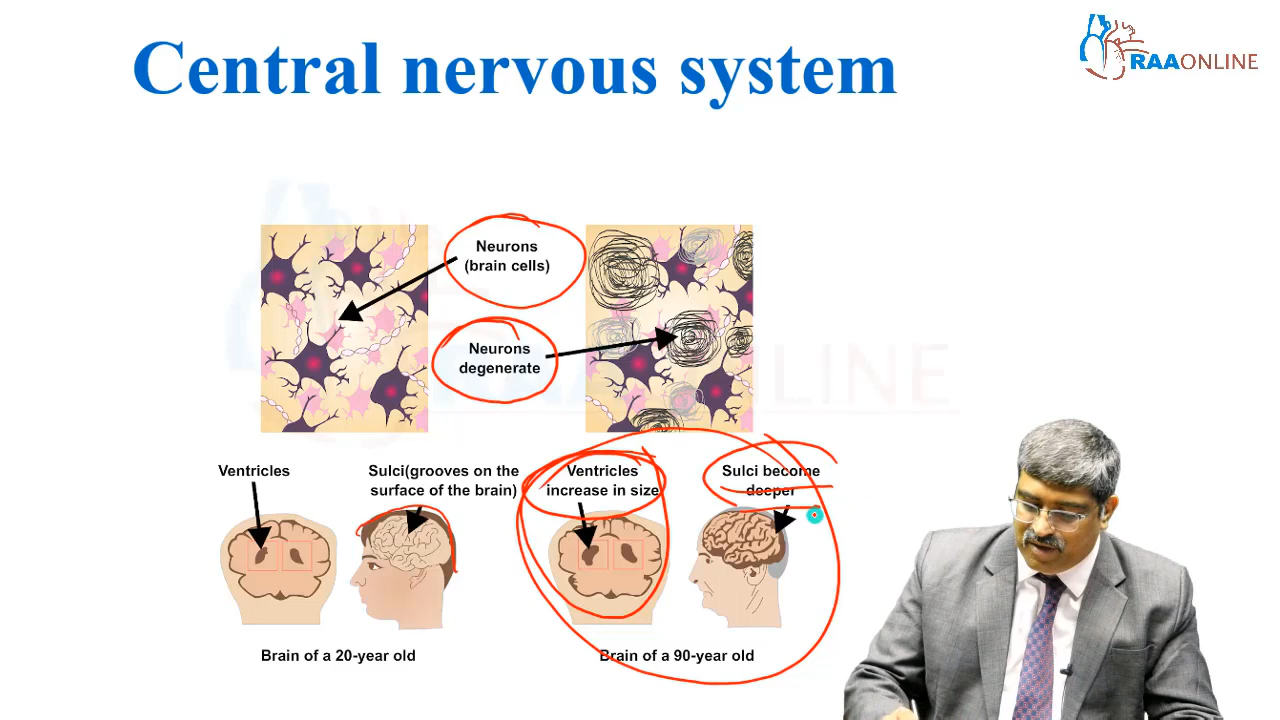 Central nervous system
RAAONLINE
Neurons
(brain cells)
Neurons
degenerate
Ventricles
Sulci(grooves on the
surface of the brain)
Ventricles
increase in size
Sulci become
deeper
Brain of a 20-year old
Brain of a 90-year old